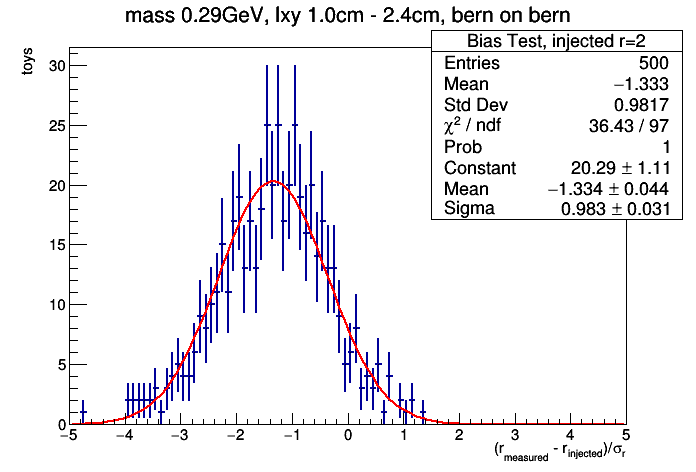 mass 0.29GeV, lxy 1.0cm - 2.4cm, bern on bern
Bias Test, injected r=2
Entries 500
Mean −1.333
Std Dev 0.9817
χ² / ndf 36.43 / 97
Prob 1
Constant 20.29 ± 1.11
Mean −1.334 ± 0.044
Sigma 0.983 ± 0.031
toys
30
25
20
15
10
5
0
−5 −4 −3 −2 −1 0 1 2 3 4 5
(r_measured - r_injected)/σ_r